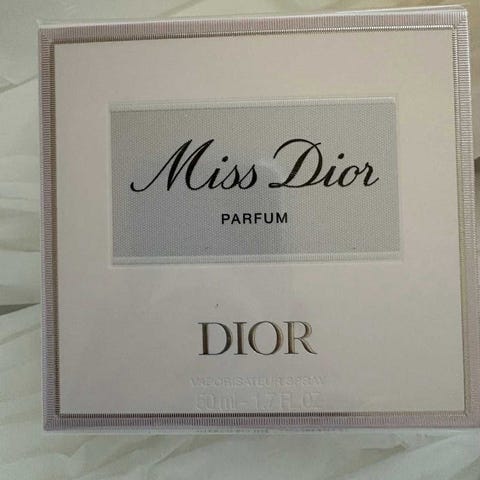 Miss Dior
PARFUM
DIOR
VAPORISATEUR SPRAY
50 ml - 1.7 FL.OZ